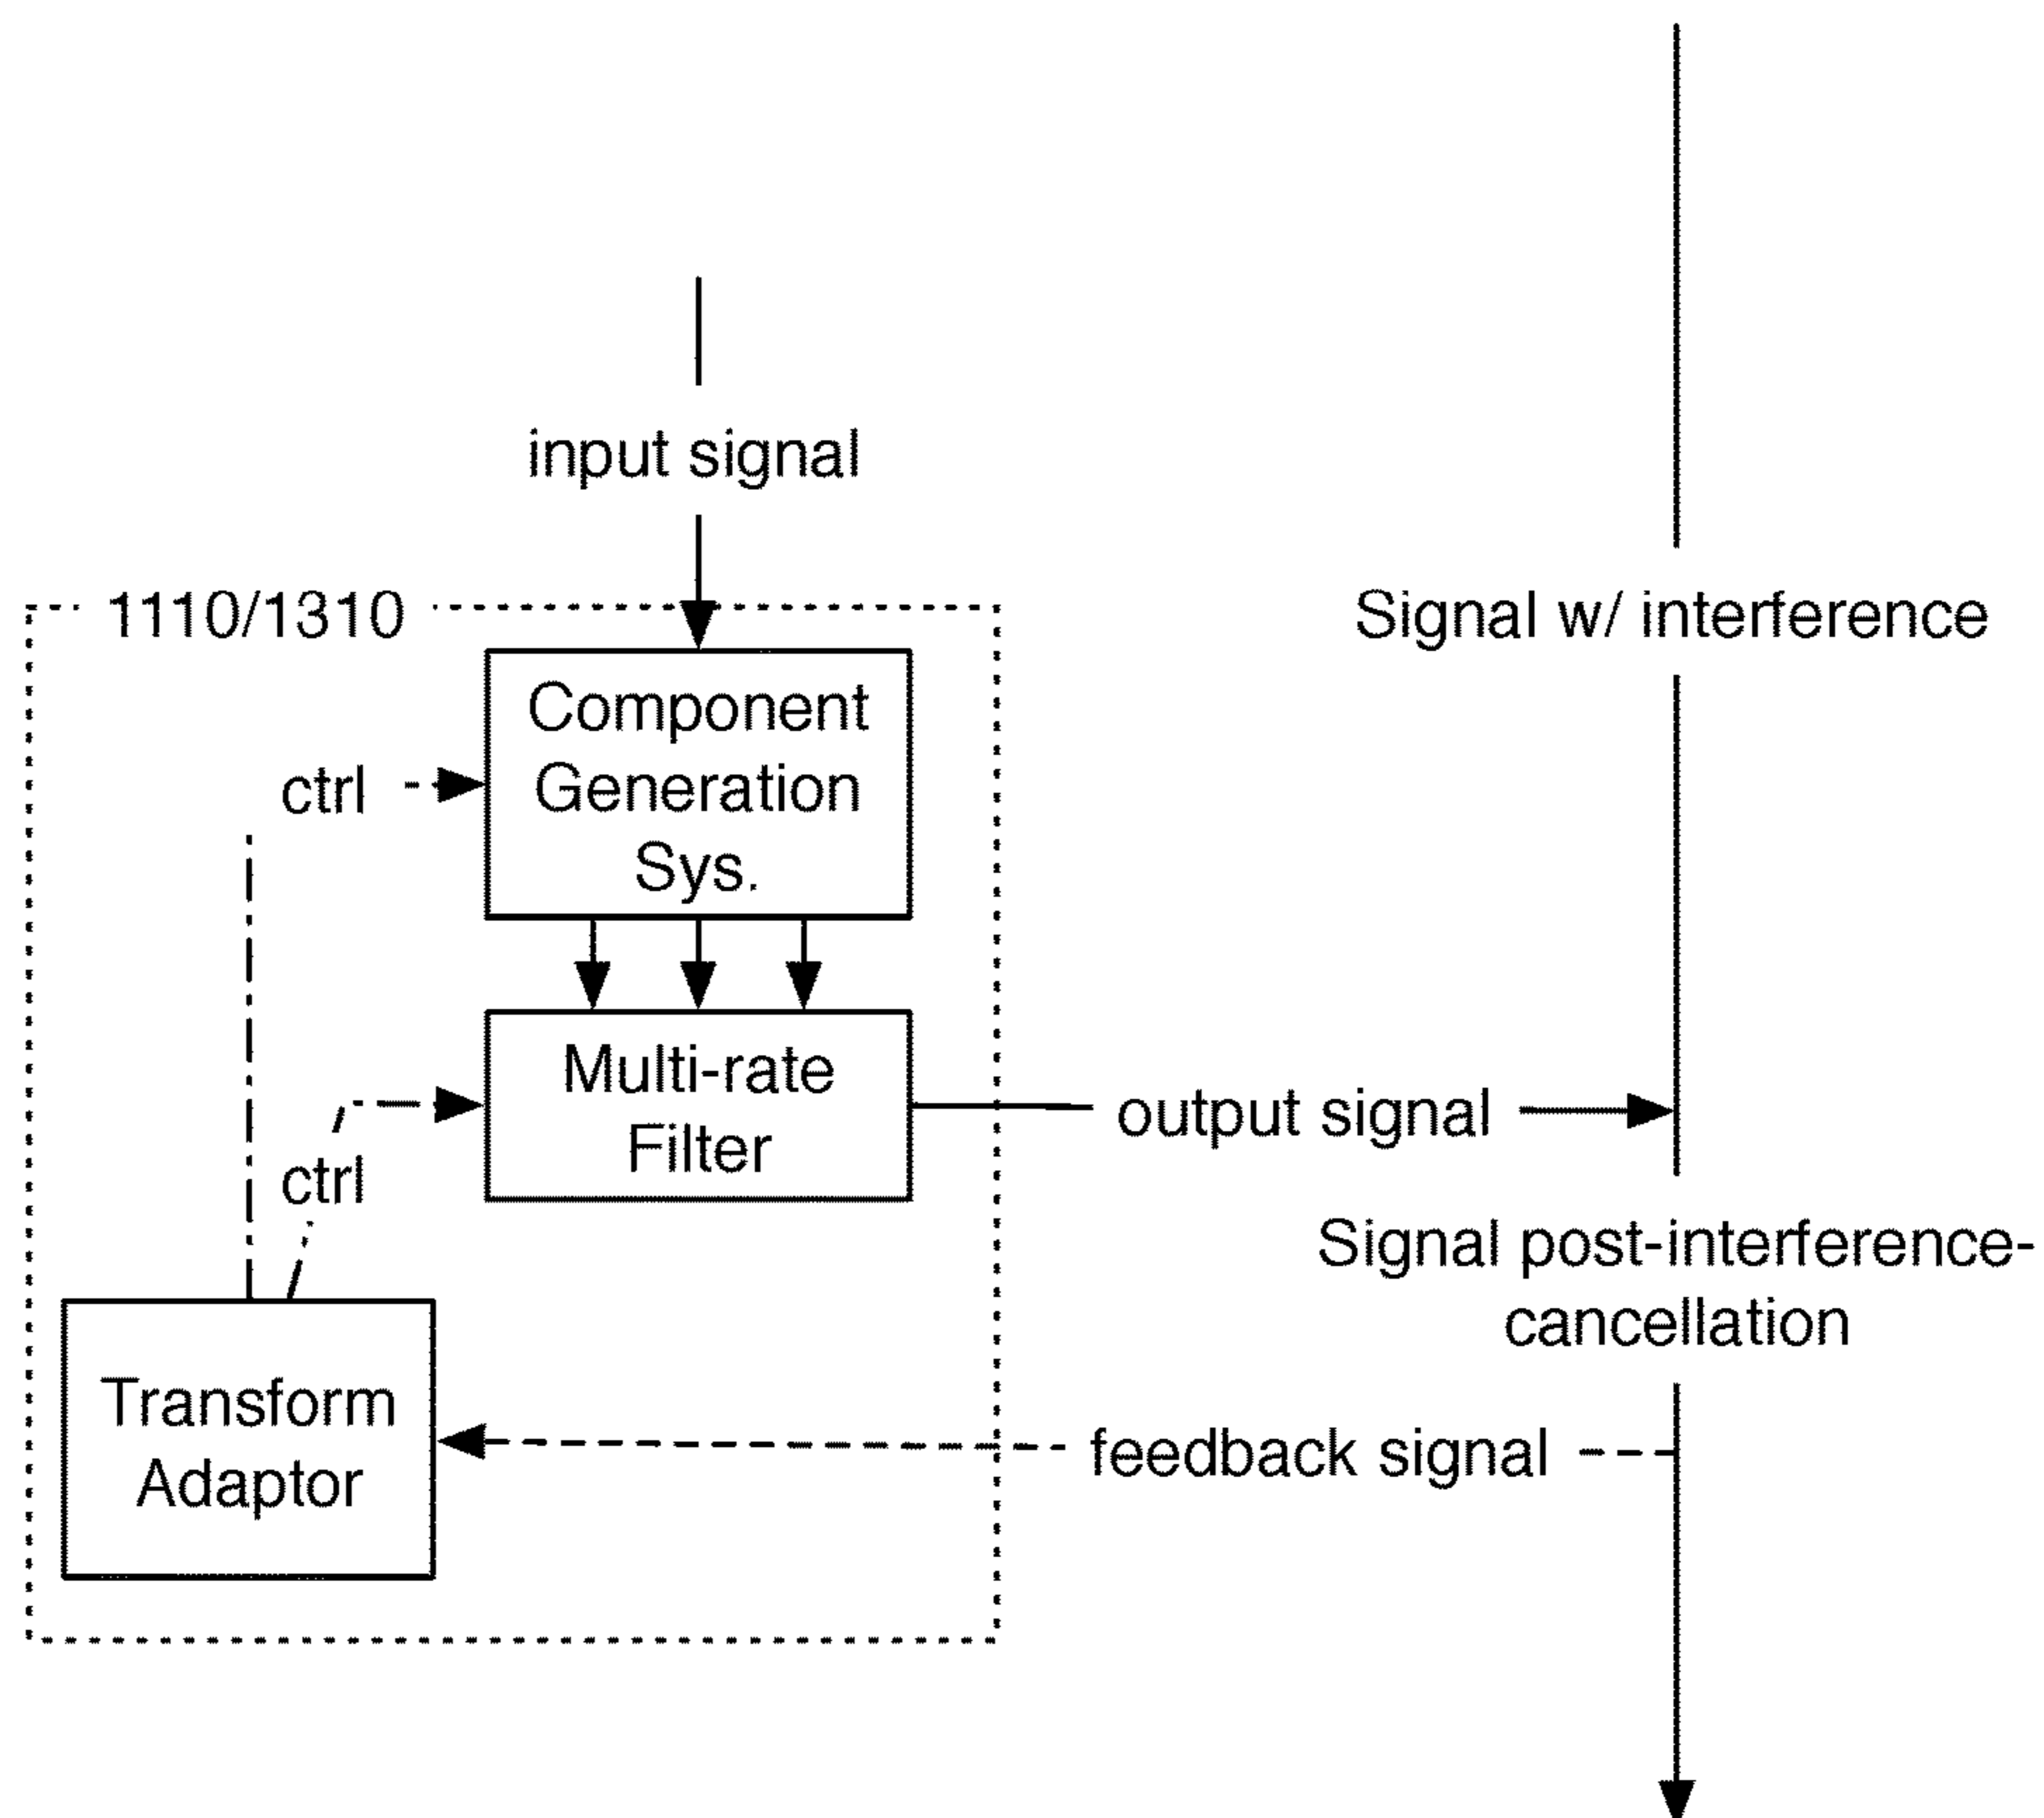 input signal
1110/1310
Signal w/ interference
Component
Generation
Sys.
ctrl
Multi-rate
Filter
output signal
ctrl
Signal post-interference-
cancellation
Transform
Adaptor
feedback signal